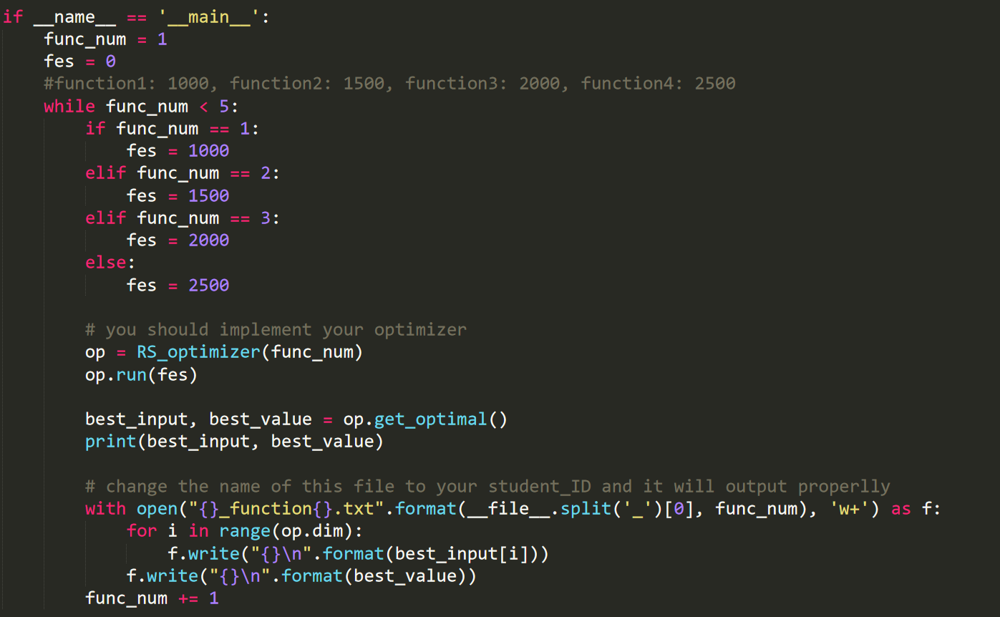 if __name__ == '__main__':
    func_num = 1
    fes = 0
    #function1: 1000, function2: 1500, function3: 2000, function4: 2500
    while func_num < 5:
        if func_num == 1:
            fes = 1000
        elif func_num == 2:
            fes = 1500
        elif func_num == 3:
            fes = 2000
        else:
            fes = 2500

        # you should implement your optimizer
        op = RS_optimizer(func_num)
        op.run(fes)

        best_input, best_value = op.get_optimal()
        print(best_input, best_value)

        # change the name of this file to your student_ID and it will output properlly
        with open("{}_function{}.txt".format(__file__.split('_')[0], func_num), 'w+') as f:
            for i in range(op.dim):
                f.write("{}\n".format(best_input[i]))
            f.write("{}\n".format(best_value))
        func_num += 1